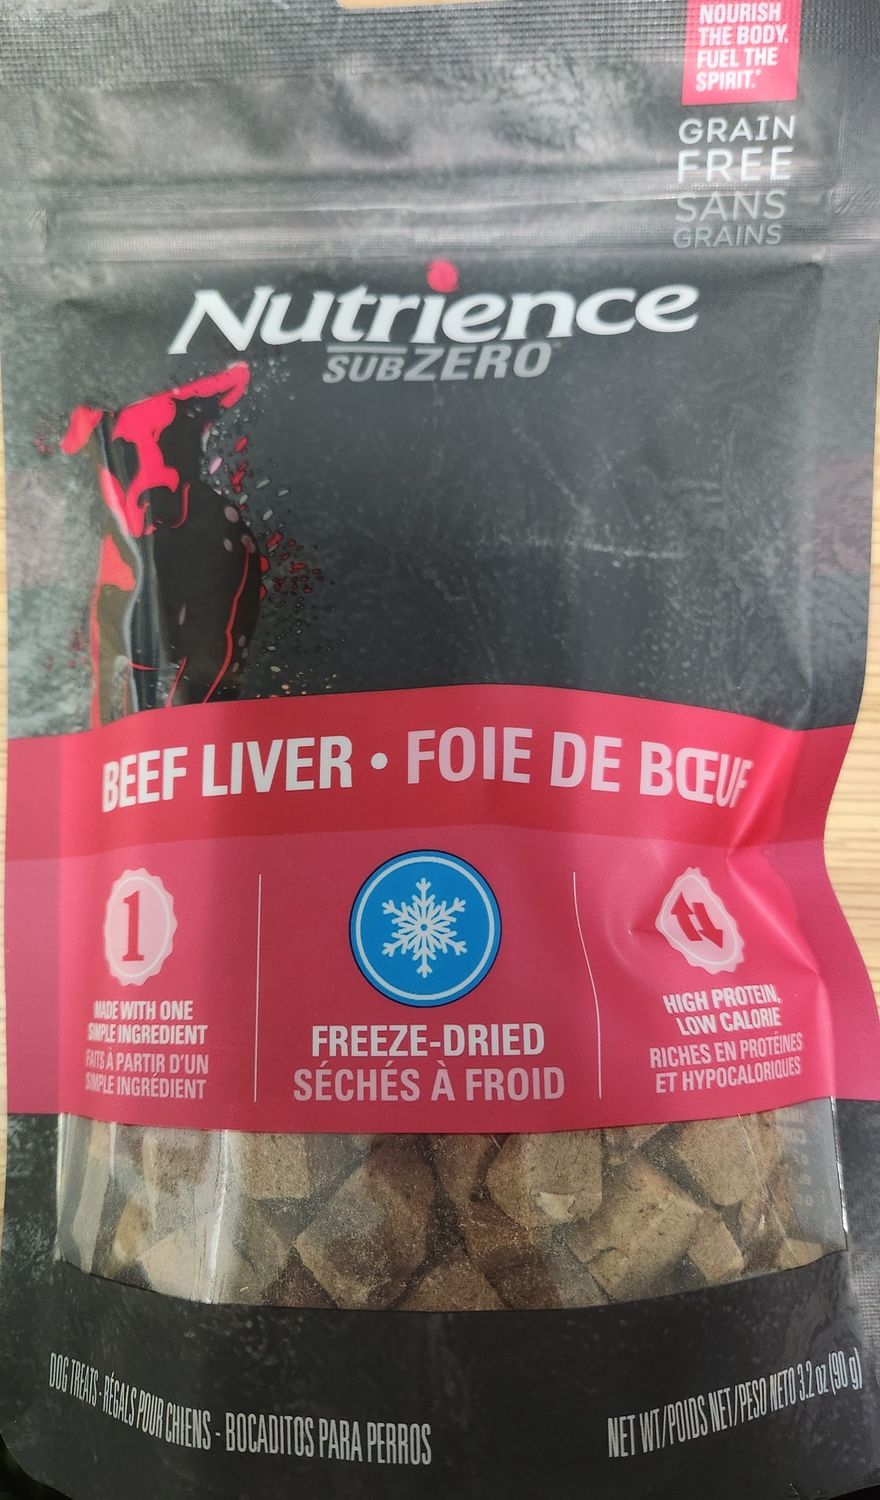 NOURISH
THE BODY.
FUEL THE
SPIRIT.*
GRAIN
FREE
SANS
GRAINS
Nutrience
SUBZERO™
BEEF LIVER • FOIE DE BŒUF
1
MADE WITH ONE
SIMPLE INGREDIENT
FAITS À PARTIR D'UN
SIMPLE INGRÉDIENT
FREEZE-DRIED
SÉCHÉS À FROID
HIGH PROTEIN,
LOW CALORIE
RICHES EN PROTÉINES
ET HYPOCALORIQUES
DOG TREATS - RÉGALS POUR CHIENS - BOCADITOS PARA PERROS
NET WT/POIDS NET/PESO NETO 3.2 oz (90 g)